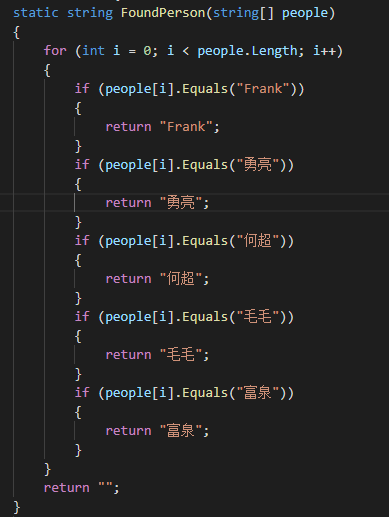 static string FoundPerson(string[] people)
{
    for (int i = 0; i < people.Length; i++)
    {
        if (people[i].Equals("Frank"))
        {
            return "Frank";
        }
        if (people[i].Equals("勇亮"))
        {
            return "勇亮";
        }
        if (people[i].Equals("何超"))
        {
            return "何超";
        }
        if (people[i].Equals("毛毛"))
        {
            return "毛毛";
        }
        if (people[i].Equals("富泉"))
        {
            return "富泉";
        }
    }
    return "";
}